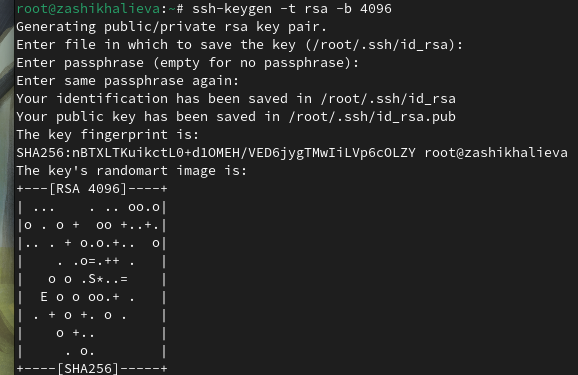 root@zashikhalieva:~# ssh-keygen -t rsa -b 4096
Generating public/private rsa key pair.
Enter file in which to save the key (/root/.ssh/id_rsa):
Enter passphrase (empty for no passphrase):
Enter same passphrase again:
Your identification has been saved in /root/.ssh/id_rsa
Your public key has been saved in /root/.ssh/id_rsa.pub
The key fingerprint is:
SHA256:nBTXLTKuikctL0+d1OMEH/VED6jygTMwIiLVp6cOLZY root@zashikhalieva
The key's randomart image is:
+---[RSA 4096]----+
| ...    . .. oo.o|
|o . o +  oo +..+.|
|.. . + o.o.+..  o|
|    . .o=.++ .   |
|   o o .S*..=    |
|  E o o oo.+ .   |
| . + o +. o .    |
|    o +..        |
|     . o.        |
+----[SHA256]-----+